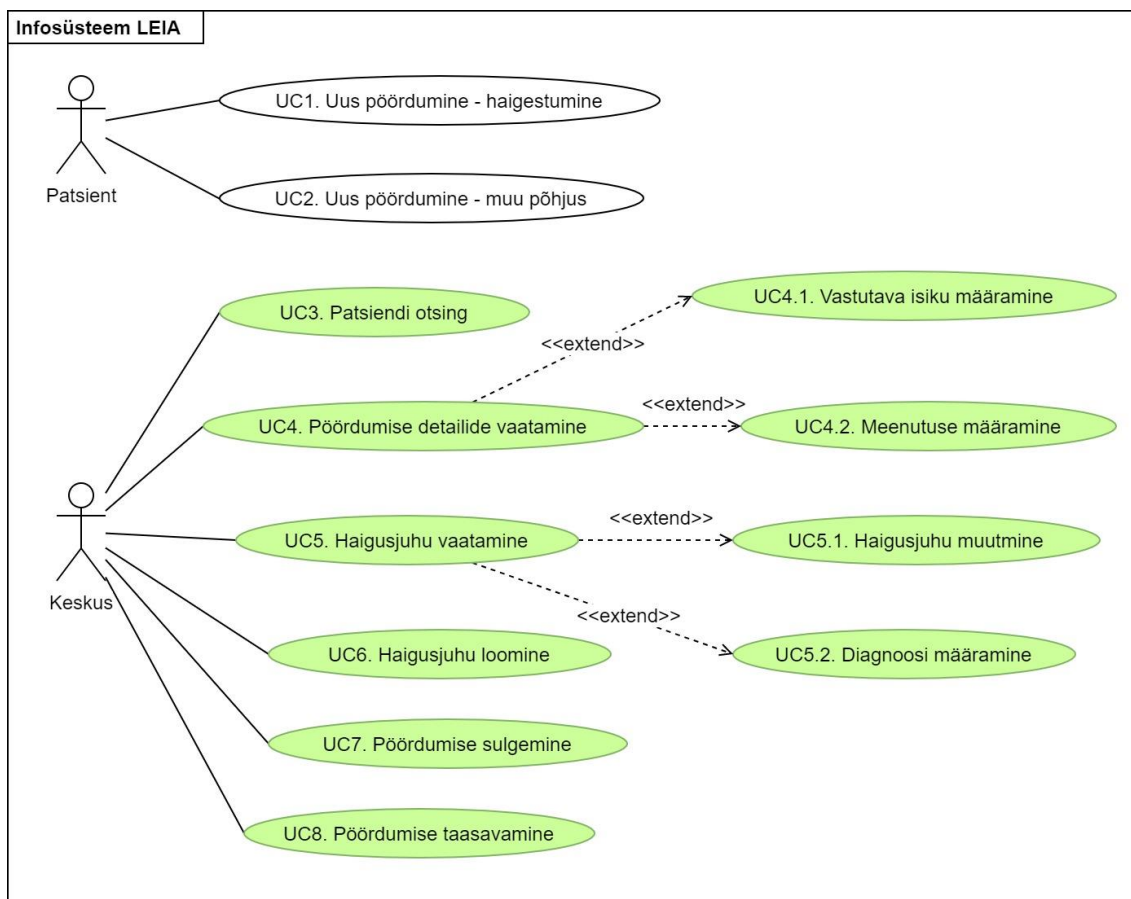 Infosüsteem LEIA
UC1. Uus pöördumine - haigestumine
Patsient
UC2. Uus pöördumine - muu põhjus
UC3. Patsiendi otsing
UC4.1. Vastutava isiku määramine
<<extend>>
UC4. Pöördumise detailide vaatamine
<<extend>>
UC4.2. Meenutuse määramine
Keskus
UC5. Haigusjuhu vaatamine
<<extend>>
UC5.1. Haigusjuhu muutmine
<<extend>>
UC5.2. Diagnoosi määramine
UC6. Haigusjuhu loomine
UC7. Pöördumise sulgemine
UC8. Pöördumise taasavamine